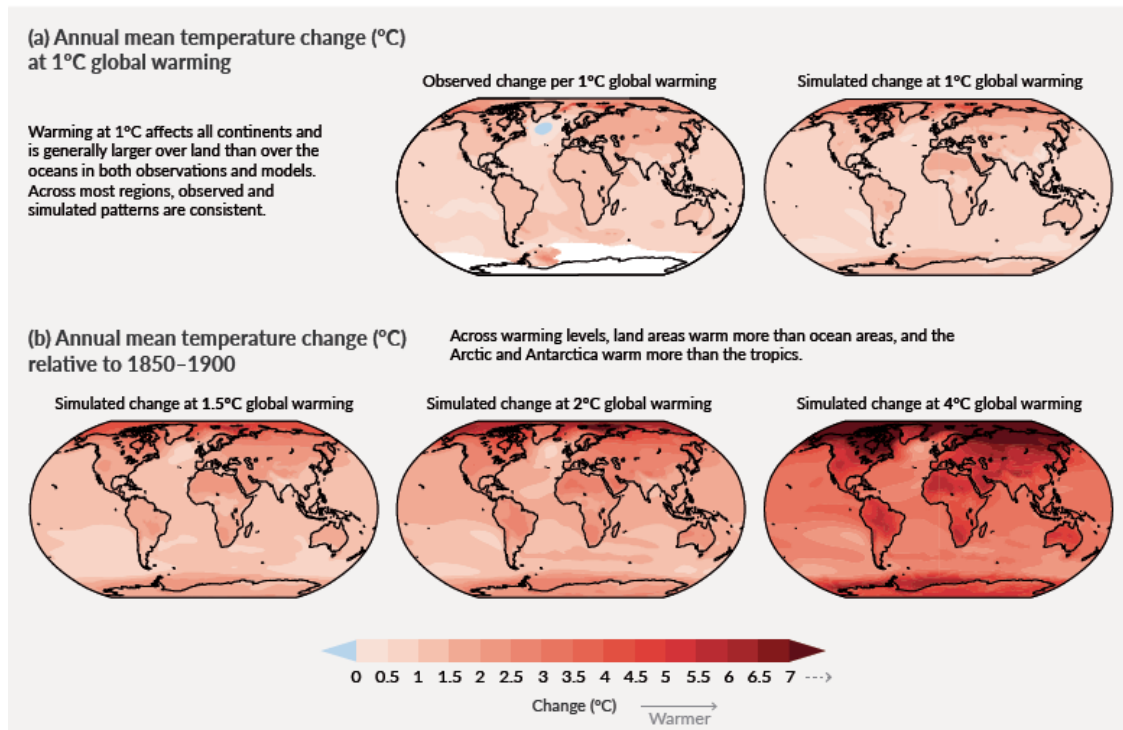 (a) Annual mean temperature change (°C)
at 1°C global warming
Warming at 1°C affects all continents and
is generally larger over land than over the
oceans in both observations and models.
Across most regions, observed and
simulated patterns are consistent.
Observed change per 1°C global warming
Simulated change at 1°C global warming
(b) Annual mean temperature change (°C)
relative to 1850–1900
Across warming levels, land areas warm more than ocean areas, and the
Arctic and Antarctica warm more than the tropics.
Simulated change at 1.5°C global warming
Simulated change at 2°C global warming
Simulated change at 4°C global warming
0 0.5 1 1.5 2 2.5 3 3.5 4 4.5 5 5.5 6 6.5 7
Change (°C)
Warmer